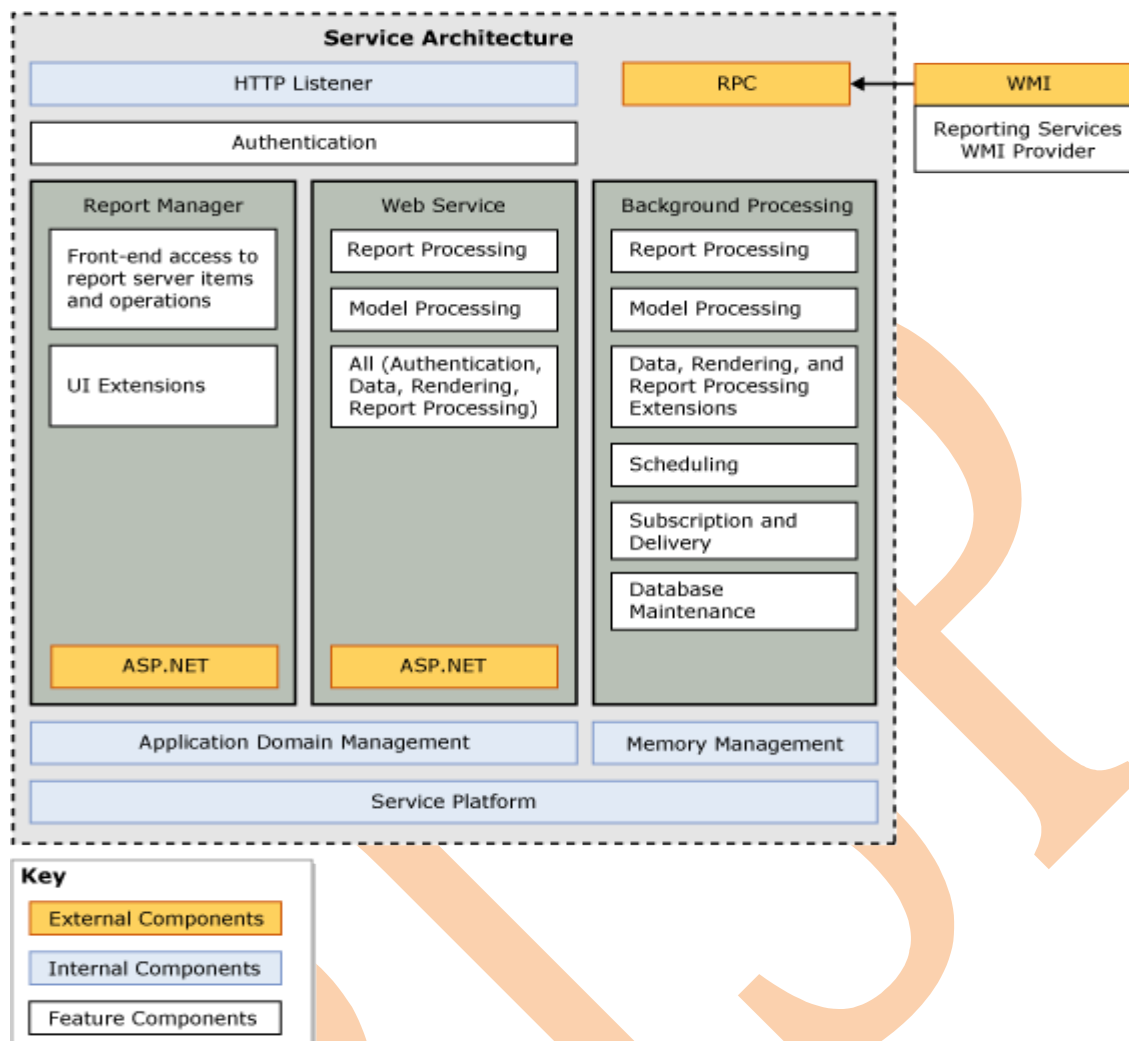 Service Architecture
HTTP Listener
RPC
WMI
Reporting Services
WMI Provider
Authentication
Report Manager
Front-end access to
report server items
and operations
UI Extensions
ASP.NET
Web Service
Report Processing
Model Processing
All (Authentication,
Data, Rendering,
Report Processing)
ASP.NET
Background Processing
Report Processing
Model Processing
Data, Rendering, and
Report Processing
Extensions
Scheduling
Subscription and
Delivery
Database
Maintenance
Application Domain Management
Memory Management
Service Platform
Key
External Components
Internal Components
Feature Components